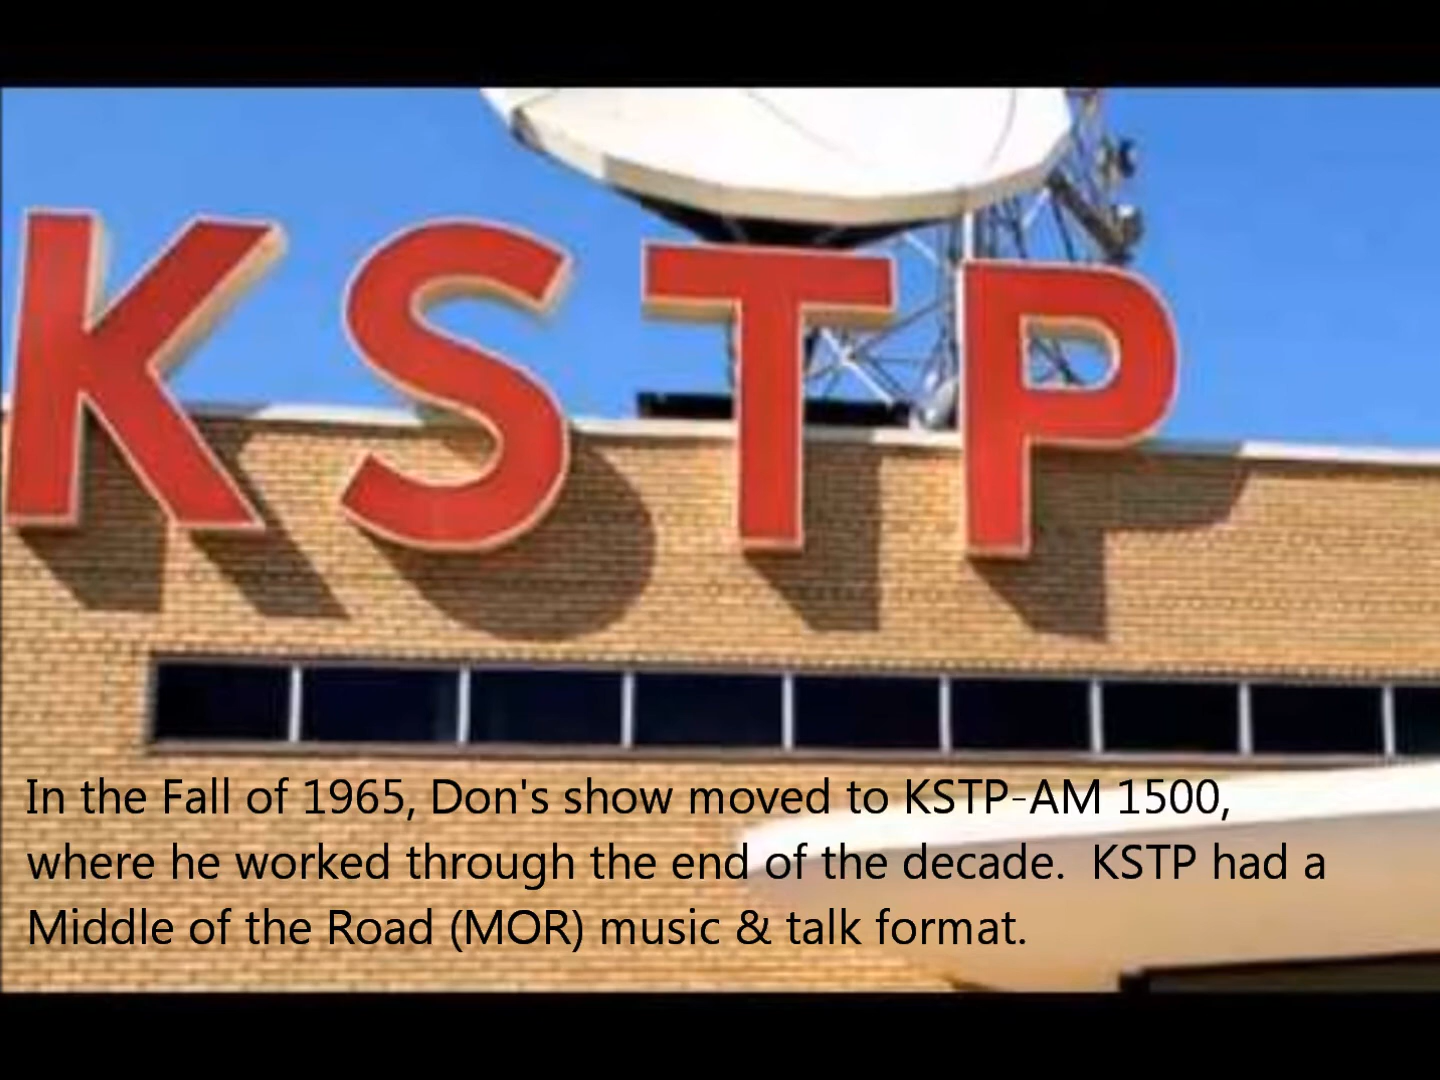 KSTP
In the Fall of 1965, Don's show moved to KSTP-AM 1500,
where he worked through the end of the decade.  KSTP had a
Middle of the Road (MOR) music & talk format.